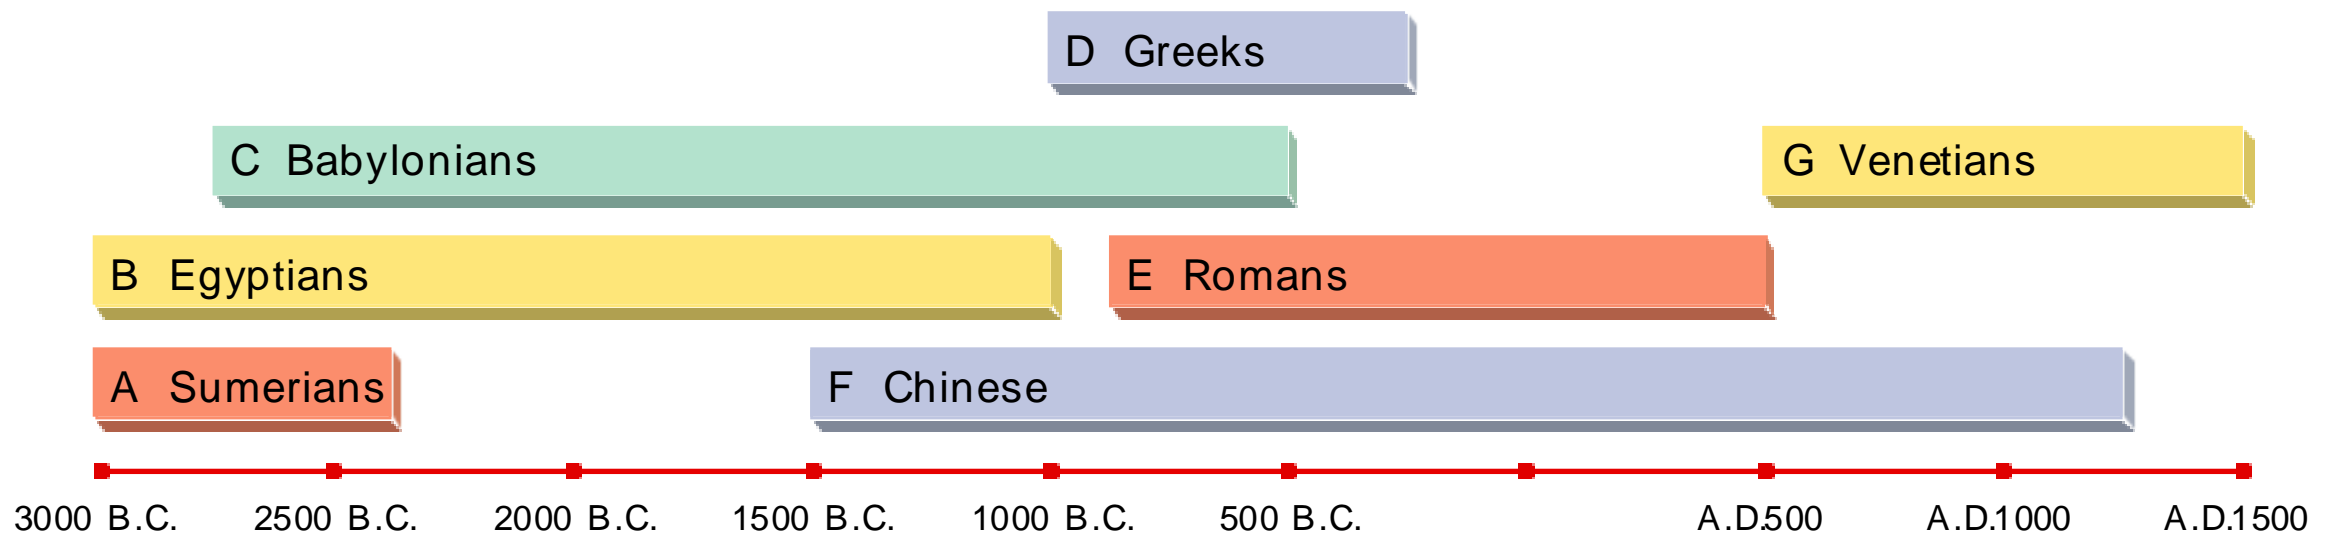 D Greeks
C Babylonians
G Venetians
B Egyptians
E Romans
A Sumerians
F Chinese
3000 B.C. 2500 B.C. 2000 B.C. 1500 B.C. 1000 B.C. 500 B.C. A.D.500 A.D.1000 A.D.1500